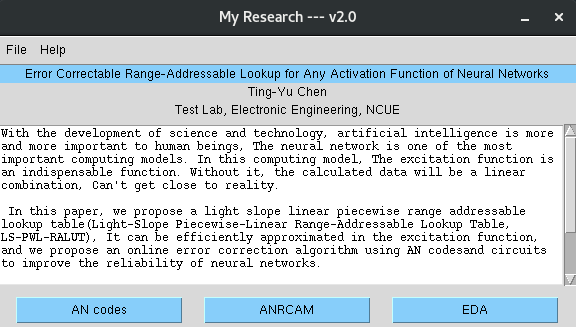 My Research --- v2.0
File Help
Error Correctable Range-Addressable Lookup for Any Activation Function of Neural Networks
Ting-Yu Chen
Test Lab, Electronic Engineering, NCUE
With the development of science and technology, artificial intelligence is more
and more important to human beings, The neural network is one of the most
important computing models. In this computing model, The excitation function is
an indispensable function. Without it, the calculated data will be a linear
combination, Can't get close to reality.
In this paper, we propose a light slope linear piecewise range addressable
lookup table(Light-Slope Piecewise-Linear Range-Addressable Lookup Table,
LS-PWL-RALUT), It can be efficiently approximated in the excitation function,
and we propose an online error correction algorithm using AN codesand circuits
to improve the reliability of neural networks.
AN codes ANRCAM EDA